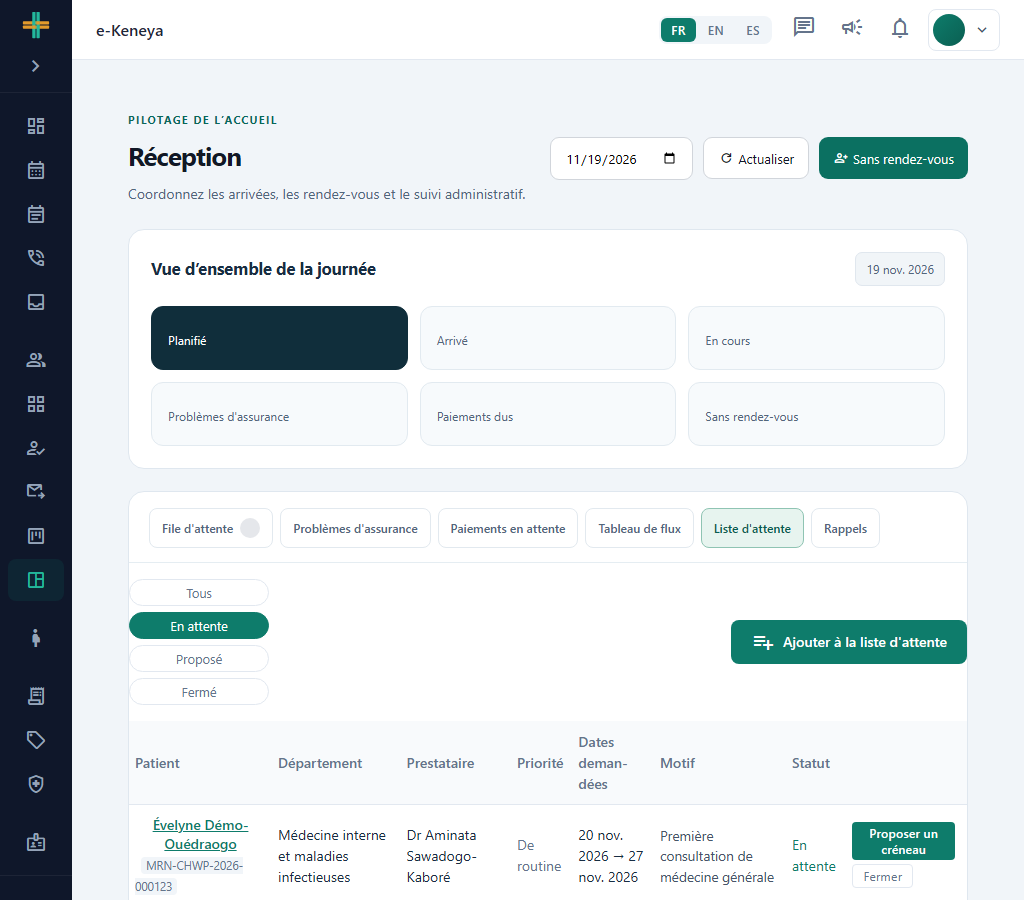 e-Keneya
FR EN ES
PILOTAGE DE L'ACCUEIL
Réception
Coordonnez les arrivées, les rendez-vous et le suivi administratif.
11/19/2026
Actualiser
Sans rendez-vous
Vue d'ensemble de la journée
19 nov. 2026
Planifié
Arrivé
En cours
Problèmes d'assurance
Paiements dus
Sans rendez-vous
File d'attente
Problèmes d'assurance
Paiements en attente
Tableau de flux
Liste d'attente
Rappels
Tous
En attente
Proposé
Fermé
Ajouter à la liste d'attente
Patient
Département
Prestataire
Priorité
Dates
deman-
dées
Motif
Statut
Évelyne Démo-
Ouédraogo
MRN-CHWP-2026-
000123
Médecine interne
et maladies
infectieuses
Dr Aminata
Sawadogo-
Kaboré
De
routine
20 nov.
2026 → 27
nov. 2026
Première
consultation de
médecine générale
En
attente
Proposer un
créneau
Fermer